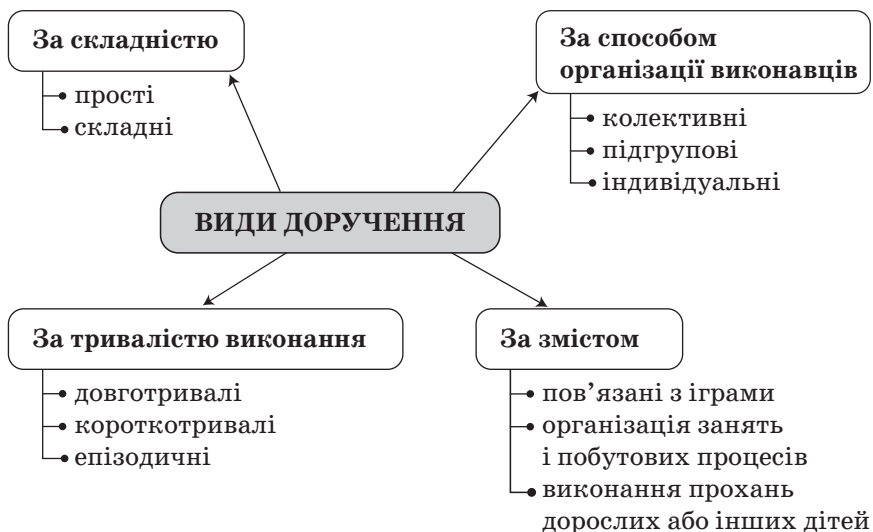 За складністю
прості
складні
За способом
організації виконавців
колективні
підгрупові
індивідуальні
ВИДИ ДОРУЧЕННЯ
За тривалістю виконання
довготривалі
короткотривалі
епізодичні
За змістом
пов’язані з іграми
організація занять
і побутових процесів
виконання прохань
дорослих або інших дітей